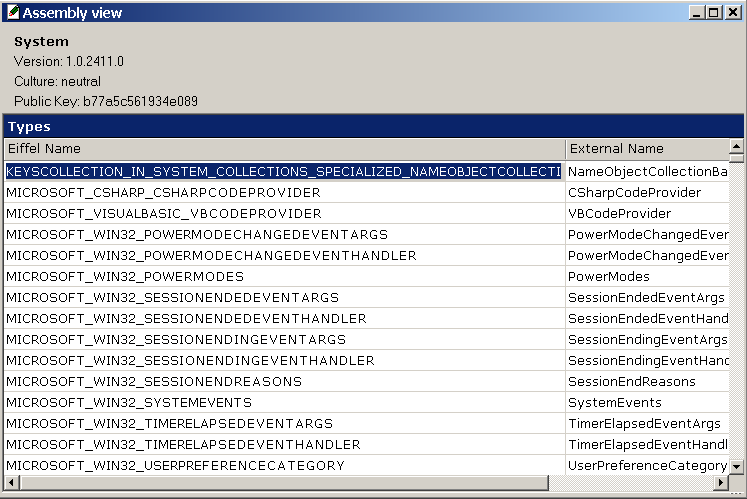 Assembly view
System
Version: 1.0.2411.0
Culture: neutral
Public Key: b77a5c561934e089
Types
Eiffel Name External Name
KEYSCOLLECTION_IN_SYSTEM_COLLECTIONS_SPECIALIZED_NAMEOBJECTCOLLECTI NameObjectCollectionBa
MICROSOFT_CSHARP_CSHARPCODEPROVIDER CSharpCodeProvider
MICROSOFT_VISUALBASIC_VBCODEPROVIDER VBCodeProvider
MICROSOFT_WIN32_POWERMODECHANGEDEVENTARGS PowerModeChangedEver
MICROSOFT_WIN32_POWERMODECHANGEDEVENTHANDLER PowerModeChangedEver
MICROSOFT_WIN32_POWERMODES PowerModes
MICROSOFT_WIN32_SESSIONENDEDEVENTARGS SessionEndedEventArgs
MICROSOFT_WIN32_SESSIONENDEDEVENTHANDLER SessionEndedEventHand
MICROSOFT_WIN32_SESSIONENDINGEVENTARGS SessionEndingEventArgs
MICROSOFT_WIN32_SESSIONENDINGEVENTHANDLER SessionEndingEventHanc
MICROSOFT_WIN32_SESSIONENDREASONS SessionEndReasons
MICROSOFT_WIN32_SYSTEMEVENTS SystemEvents
MICROSOFT_WIN32_TIMERELAPSEDEVENTARGS TimerElapsedEventArgs
MICROSOFT_WIN32_TIMERELAPSEDEVENTHANDLER TimerElapsedEventHandl
MICROSOFT_WIN32_USERPREFERENCECATEGORY UserPreferenceCategory